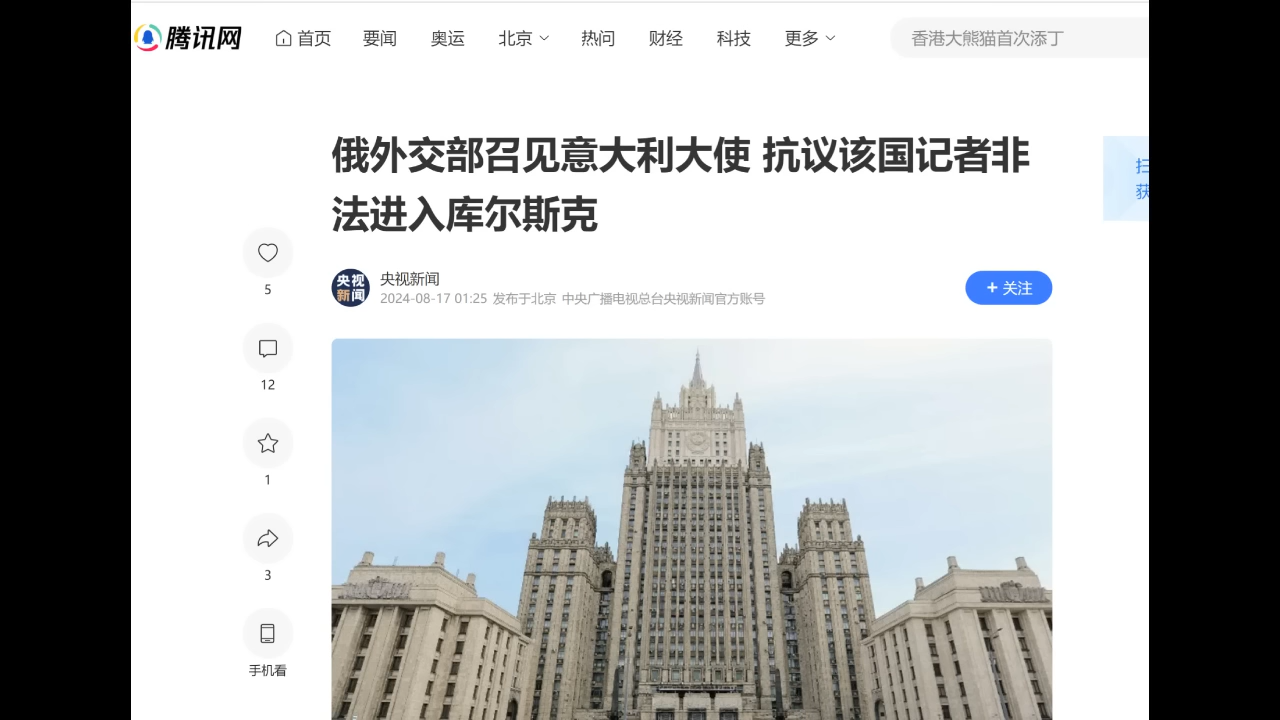 腾讯网 首页 要闻 奥运 北京 热问 财经 科技 更多 香港大熊猫首次添丁
俄外交部召见意大利大使 抗议该国记者非
法进入库尔斯克
扫
获
央视新闻
央视新闻
2024-08-17 01:25 发布于北京 中央广播电视总台央视新闻官方账号
+ 关注
5
12
1
3
手机看